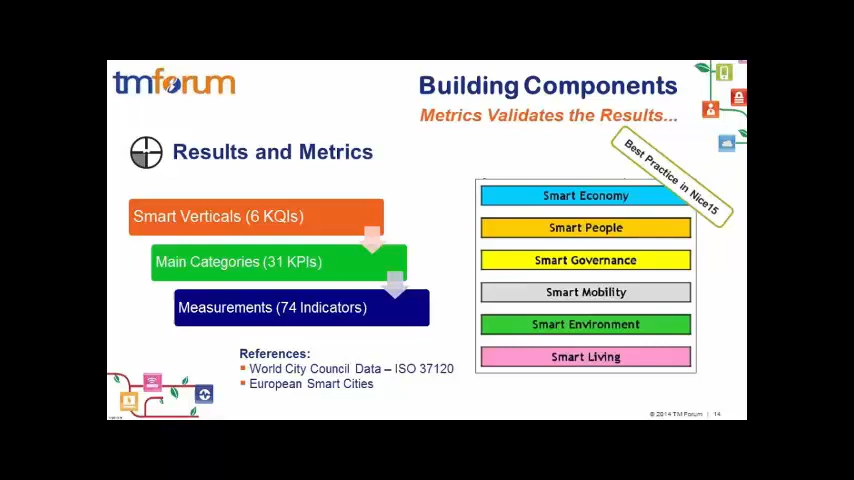 tmforum
Building Components
Metrics Validates the Results...
Best Practice in Nice15
Results and Metrics
Smart Verticals (6 KQIs)
Main Categories (31 KPIs)
Measurements (74 Indicators)
Smart Economy
Smart People
Smart Governance
Smart Mobility
Smart Environment
Smart Living
References:
World City Council Data – ISO 37120
European Smart Cities
© 2014 TM Forum | 14